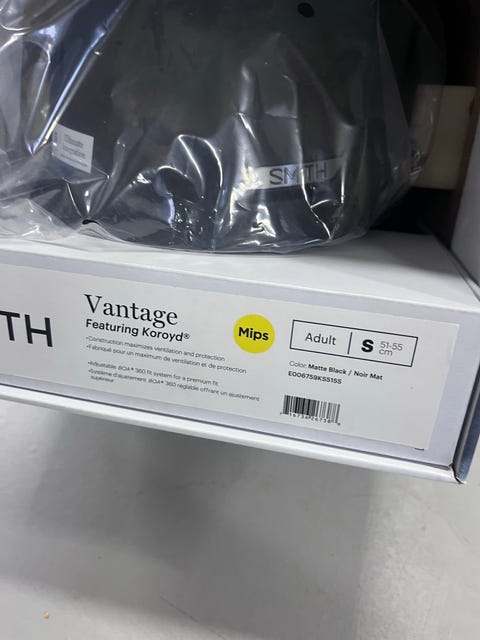 Ultimate
Integration
SMITH
TH
Vantage
Featuring Koroyd®
•Construction maximizes ventilation and protection
•Fabriqué pour un maximum de ventilation et de protection
•Adjustable BOA® 360 fit system for a premium fit
•Système d'ajustement BOA® 360 réglable offrant un ajustement
supérieur
Mips
Adult | S 51-55
cm
Color: Matte Black / Noir Mat
E006759KS5155